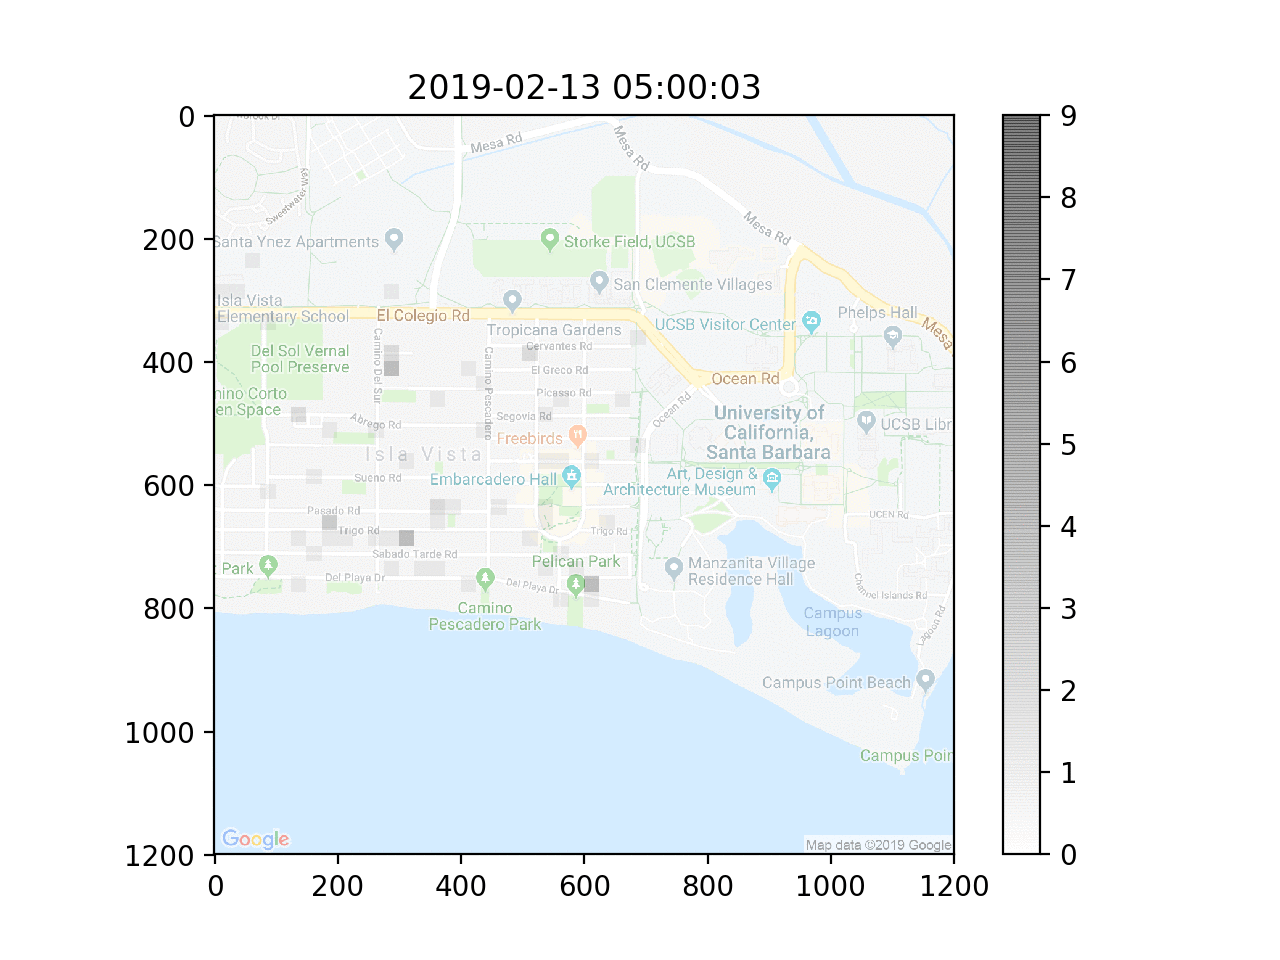 2019-02-13 05:00:03
0
200
400
600
800
1000
1200
0
200
400
600
800
1000
1200
9
8
7
6
5
4
3
2
1
0
Mesa Rd
Mesa Rd
Sweetwater Way
Mesa Rd
Santa Ynez Apartments
Storke Field, UCSB
San Clemente Villages
Isla Vista
Elementary School
El Colegio Rd
Tropicana Gardens
UCSB Visitor Center
Phelps Hall
Mesa
Del Sol Vernal
Pool Preserve
Camino Del Sur
Camino Pescadero
Cervantes Rd
El Greco Rd
Picasso Rd
Ocean Rd
Ocean Rd
mino Corto
en Space
Abrego Rd
Segovia Rd
University of
California,
Santa Barbara
UCSB Libr
Freebirds
Isla Vista
Sueno Rd
Embarcadero Hall
Art, Design &
Architecture Museum
Pasado Rd
Trigo Rd
Trigo Rd
UCEN Rd
Sabado Tarde Rd
Park
Del Playa Dr
Pelican Park
Del Playa Dr
Manzanita Village
Residence Hall
Channel Islands Rd
Camino
Pescadero Park
Campus
Lagoon
Lagoon Rd
Campus Point Beach
Campus Poin
Google
Map data ©2019 Google